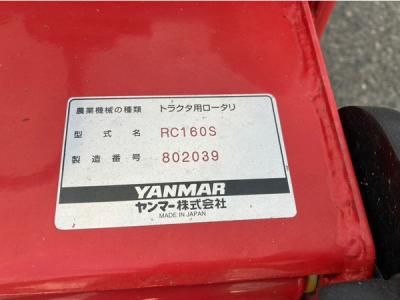 農業機械の種類 トラクタ用ロータリ
型式名 RC160S
製造番号 802039
YANMAR
ヤンマー株式会社
MADE IN JAPAN